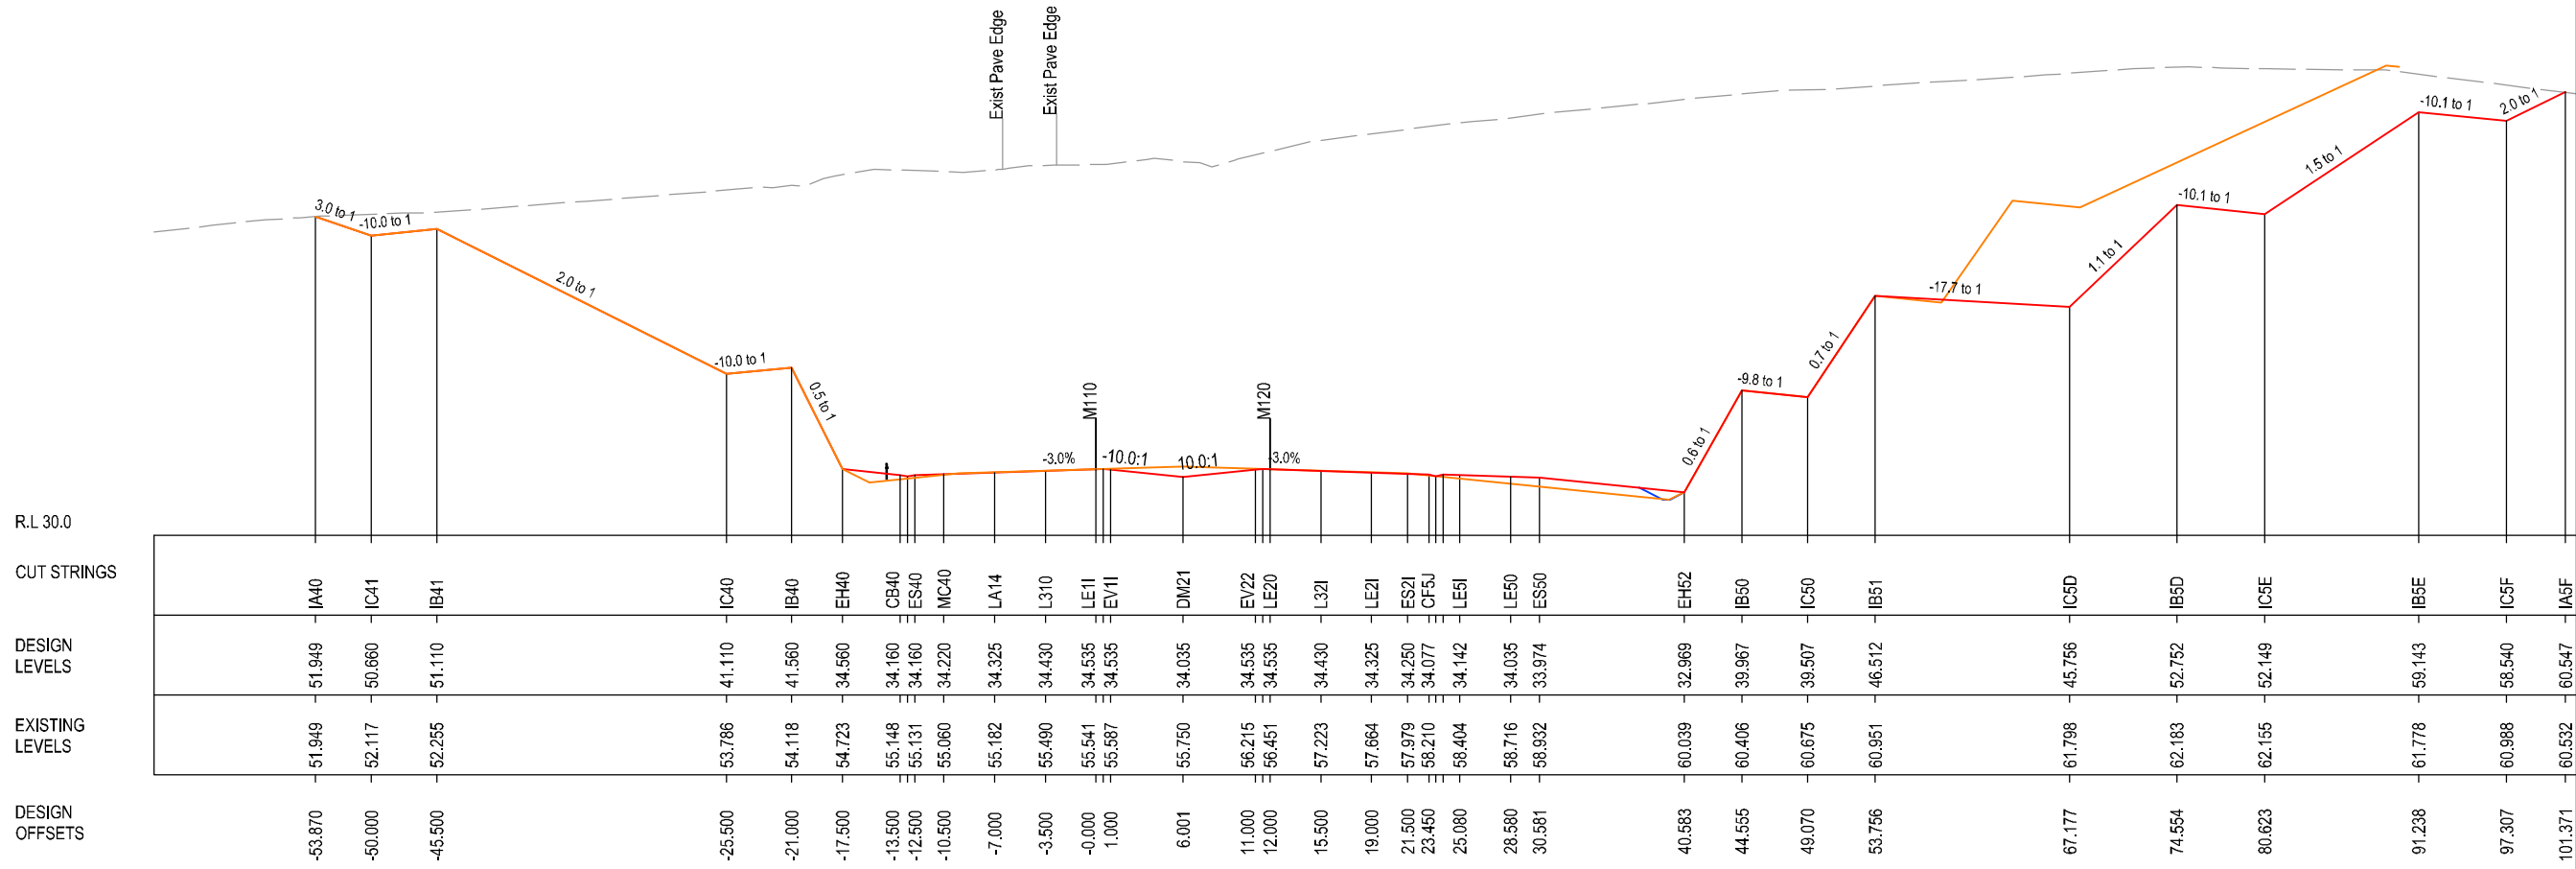 Exist Pave Edge
Exist Pave Edge
3.0 to 1
-10.0 to 1
2.0 to 1
-10.0 to 1
0.5 to 1
-3.0%
M110
-10.0:1
10.0:1
M120
-3.0%
0.6 to 1
-9.8 to 1
0.7 to 1
-17.7 to 1
1.1 to 1
-10.1 to 1
1.5 to 1
-10.1 to 1
2.0 to 1
R.L 30.0
CUT STRINGS
IA40 IC41 IB41 IC40 IB40 EH40 CB40 ES40 MC40 LA14 L310 LE1I EV1I DM21 EV22 LE20 L32I LE2I ES2I CF5J LE5I LE50 ES50 EH52 IB50 IC50 IB51 IC5D IB5D IC5E IB5E IC5F IA5F
DESIGN
LEVELS
51.949 50.660 51.110 41.110 41.560 34.560 34.160 34.160 34.220 34.325 34.430 34.535 34.535 34.035 34.535 34.535 34.430 34.325 34.250 34.077 34.142 34.035 33.974 32.969 39.967 39.507 46.512 45.756 52.752 52.149 59.143 58.540 60.547
EXISTING
LEVELS
51.949 52.117 52.255 53.786 54.118 54.723 55.148 55.131 55.060 55.182 55.490 55.541 55.587 55.750 56.215 56.451 57.223 57.664 57.979 58.210 58.404 58.716 58.932 60.039 60.406 60.675 60.951 61.798 62.183 62.155 61.778 60.988 60.532
DESIGN
OFFSETS
-53.870 -50.000 -45.500 -25.500 -21.000 -17.500 -13.500 -12.500 -10.500 -7.000 -3.500 -0.000 1.000 6.001 11.000 12.000 15.500 19.000 21.500 23.450 25.080 28.580 30.581 40.583 44.555 49.070 53.756 67.177 74.554 80.623 91.238 97.307 101.371